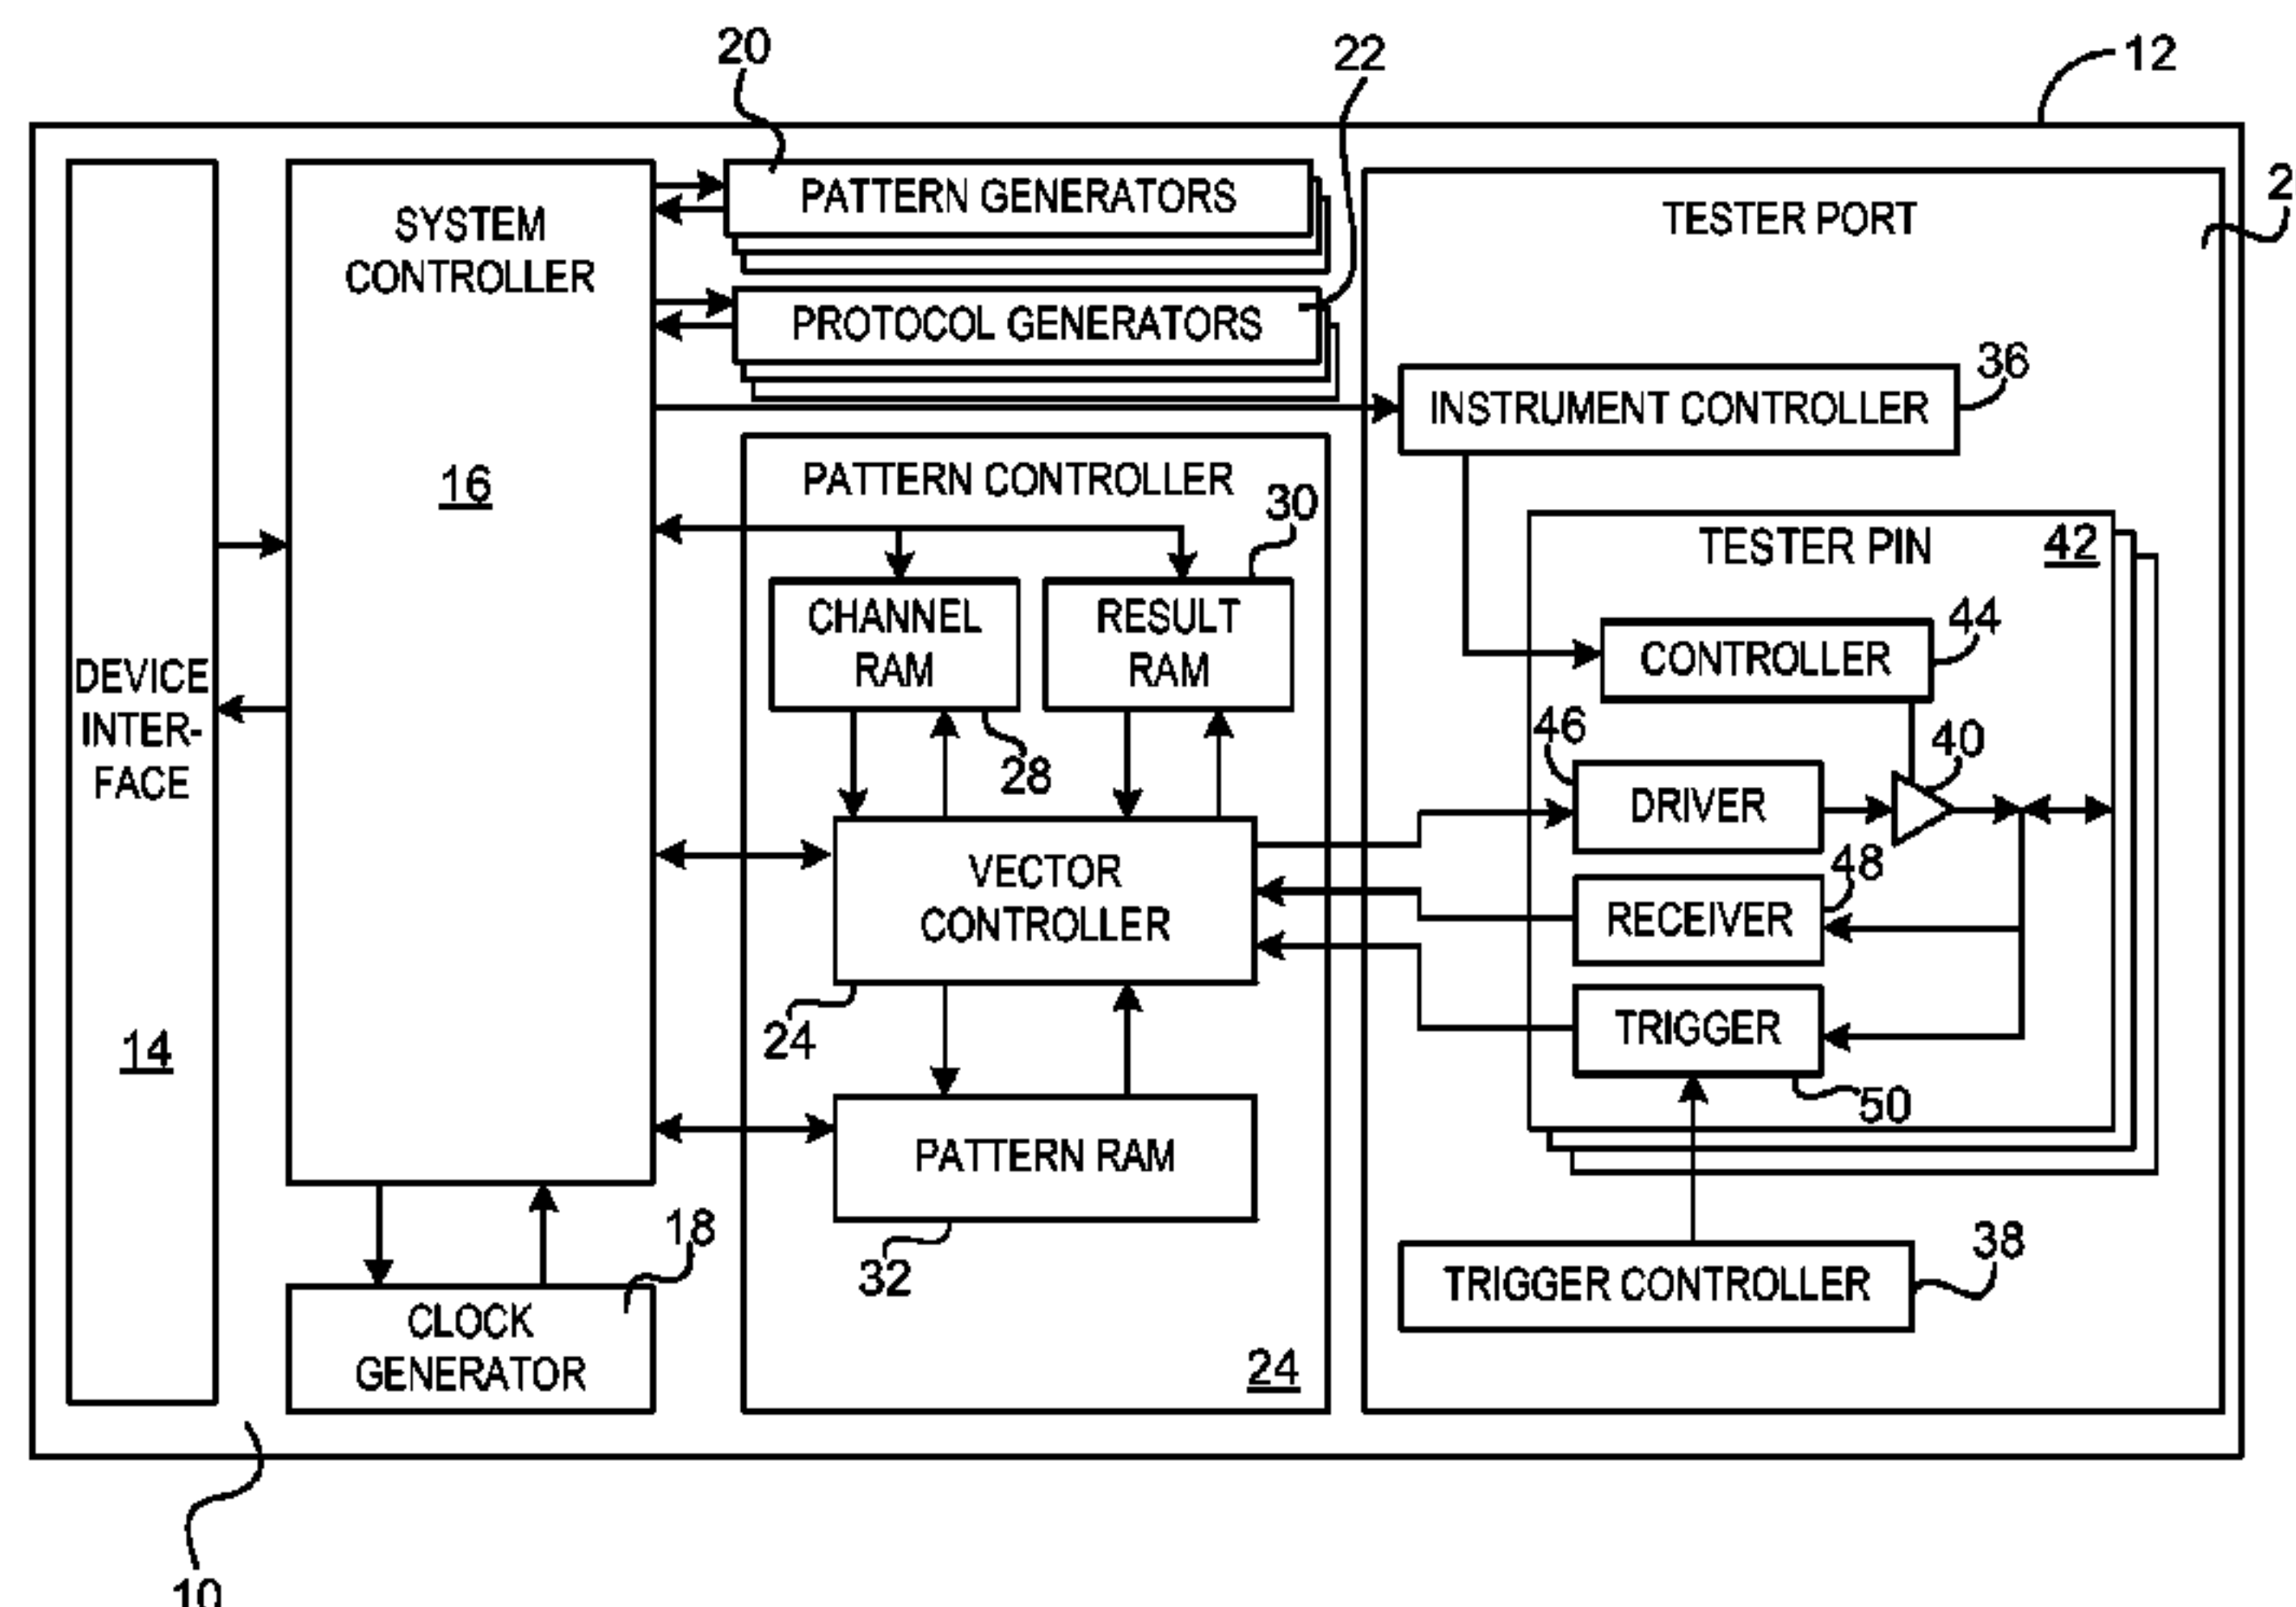 20
22
12
2
PATTERN GENERATORS
SYSTEM
CONTROLLER
TESTER PORT
PROTOCOL GENERATORS
36
INSTRUMENT CONTROLLER
16
PATTERN CONTROLLER
30
TESTER PIN
42
CHANNEL
RAM
RESULT
RAM
44
CONTROLLER
DEVICE
INTER-
FACE
28
46
40
DRIVER
VECTOR
CONTROLLER
48
RECEIVER
24
TRIGGER
14
50
PATTERN RAM
18
32
38
TRIGGER CONTROLLER
CLOCK
GENERATOR
24
10